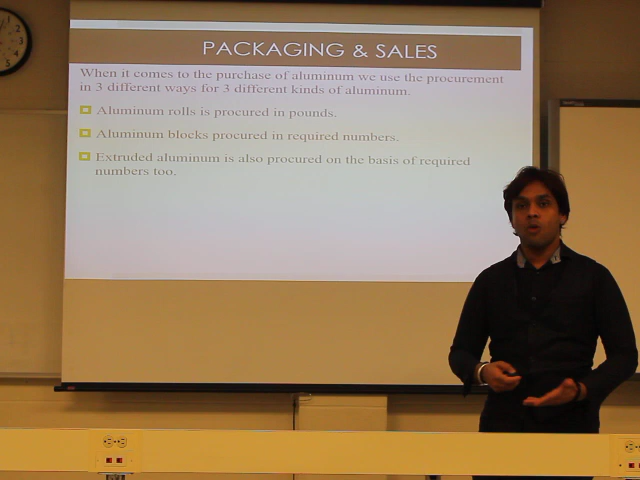 PACKAGING & SALES
When it comes to the purchase of aluminum we use the procurement
in 3 different ways for 3 different kinds of aluminum.
Aluminum rolls is procured in pounds.
Aluminum blocks procured in required numbers.
Extruded aluminum is also procured on the basis of required
numbers too.